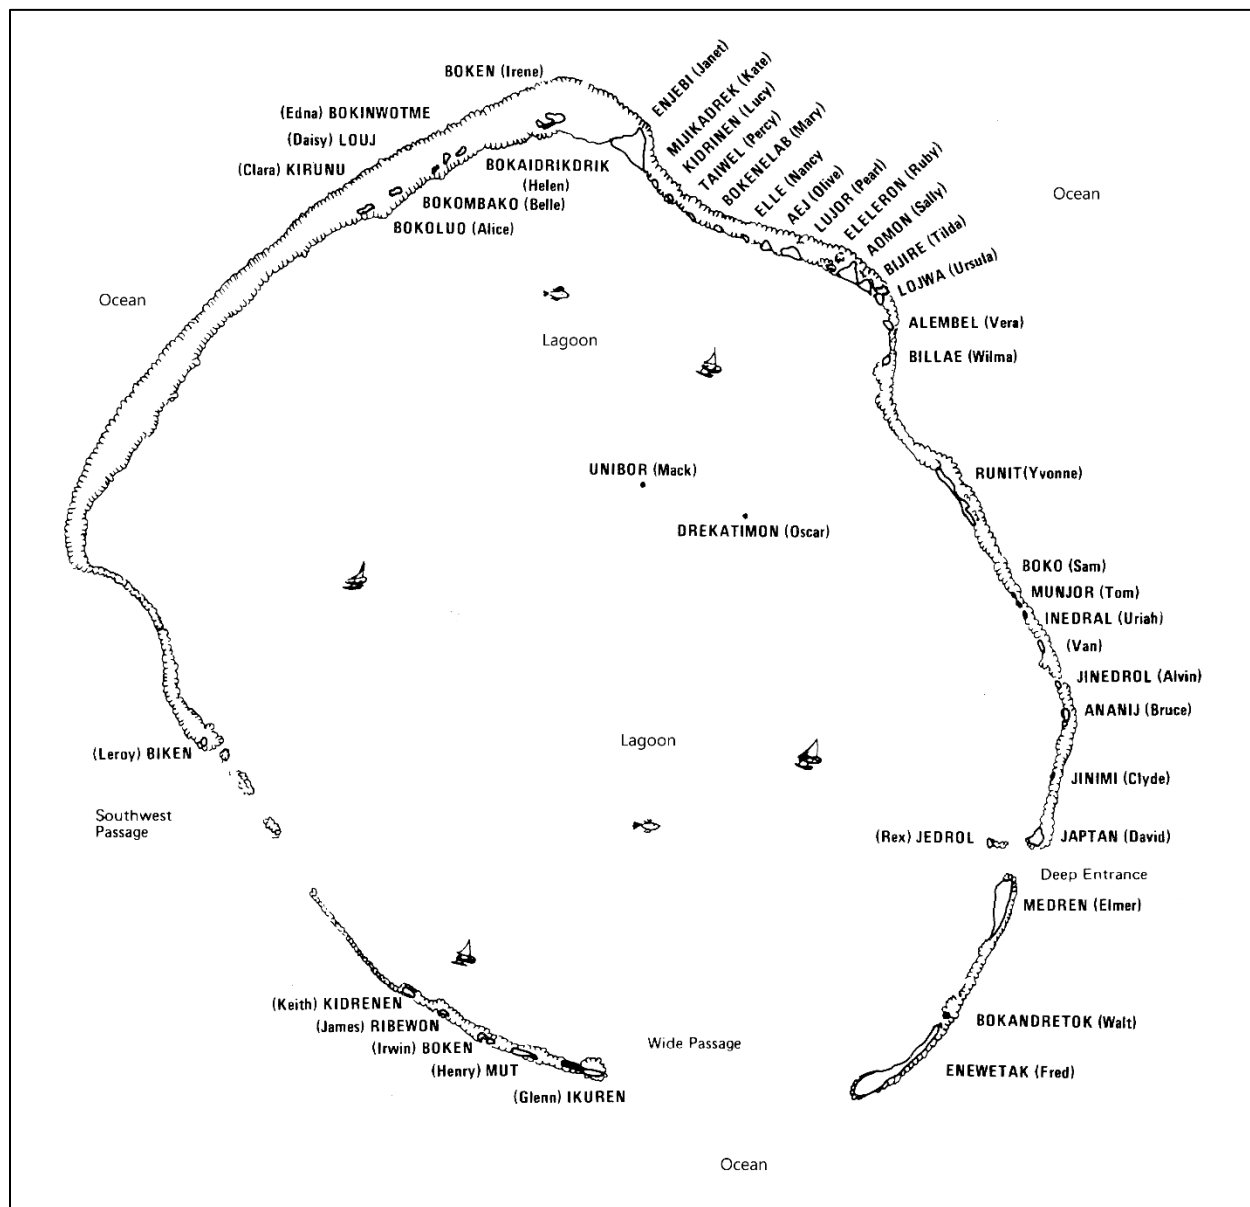 BOKEN (Irene)
(Edna) BOKINWOTME
(Daisy) LOUJ
(Clara) KIRUNU
BOKAIDRIKDRIK
(Helen)
BOKOMBAKO (Belle)
BOKOLUO (Alice)
ENJEBI (Janet)
MIJIKADREK (Kate)
KIDRINEN (Lucy)
TAIWEL (Percy)
BOKENELAB (Mary)
ELLE (Nancy
AEJ (Olive)
LUJOR (Pearl)
ELELERON (Ruby)
AOMON (Sally)
BIJIRE (Tilda)
LOJWA (Ursula)
Ocean
Ocean
Lagoon
ALEMBEL (Vera)
BILLAE (Wilma)
UNIBOR (Mack)
DREKATIMON (Oscar)
RUNIT(Yvonne)
BOKO (Sam)
MUNJOR (Tom)
INEDRAL (Uriah)
(Van)
JINEDROL (Alvin)
ANANIJ (Bruce)
(Leroy) BIKEN
Lagoon
JINIMI (Clyde)
Southwest
Passage
(Rex) JEDROL
JAPTAN (David)
Deep Entrance
MEDREN (Elmer)
(Keith) KIDRENEN
(James) RIBEWON
(Irwin) BOKEN
(Henry) MUT
(Glenn) IKUREN
Wide Passage
BOKANDRETOK (Walt)
ENEWETAK (Fred)
Ocean